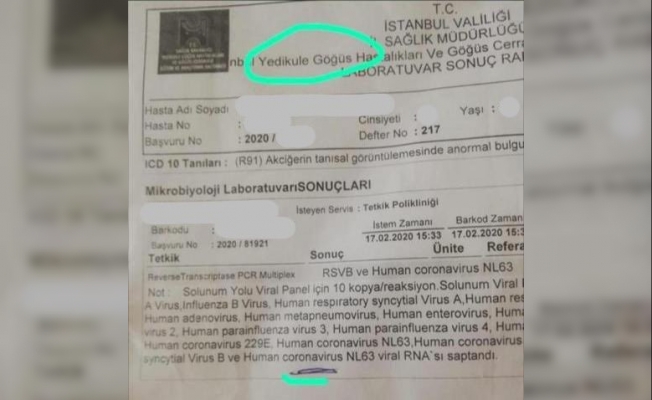 T.C.
İSTANBUL VALİLİĞİ
SAĞLIK MÜDÜRLÜĞÜ
Yedikule Göğüs Hastalıkları Ve Göğüs Cerra
LABORATUVAR SONUÇ RA
Hasta Adı Soyadı :
Hasta No :
Cinsiyeti :
Yaşı :
Başvuru No : 2020 /
Defter No : 217
ICD 10 Tanıları : (R91) Akciğerin tanısal görüntülemesinde anormal bulgu
Mikrobiyoloji LaboratuvarıSONUÇLARI
İsteyen Servis : Tetkik Polikliniği
Barkodu :
İstem Zamanı
Barkod Zaman
Başvuru No : 2020 / 81921
17.02.2020 15:33
17.02.2020 15:3
Tetkik
Sonuç
Ünite
Refera
ReverseTranscriptase PCR Multiplex
RSVB ve Human coronavirus NL63
Not : Solunum Yolu Viral Panel için 10 kopya/reaksiyon.Solunum Viral
A Virus,Influenza B Virus, Human respiratory syncytial Virus A,Human res
Human adenovirus, Human metapneumovirus, Human enterovirus, Huma
virus 2, Human parainfluenza virus 3, Human parainfluenza virus 4, Huma
Human coronavirus 229E, Human coronavirus NL63,Human coronavirus
syncytial Virus B ve Human coronavirus NL63 viral RNA`sı saptandı.